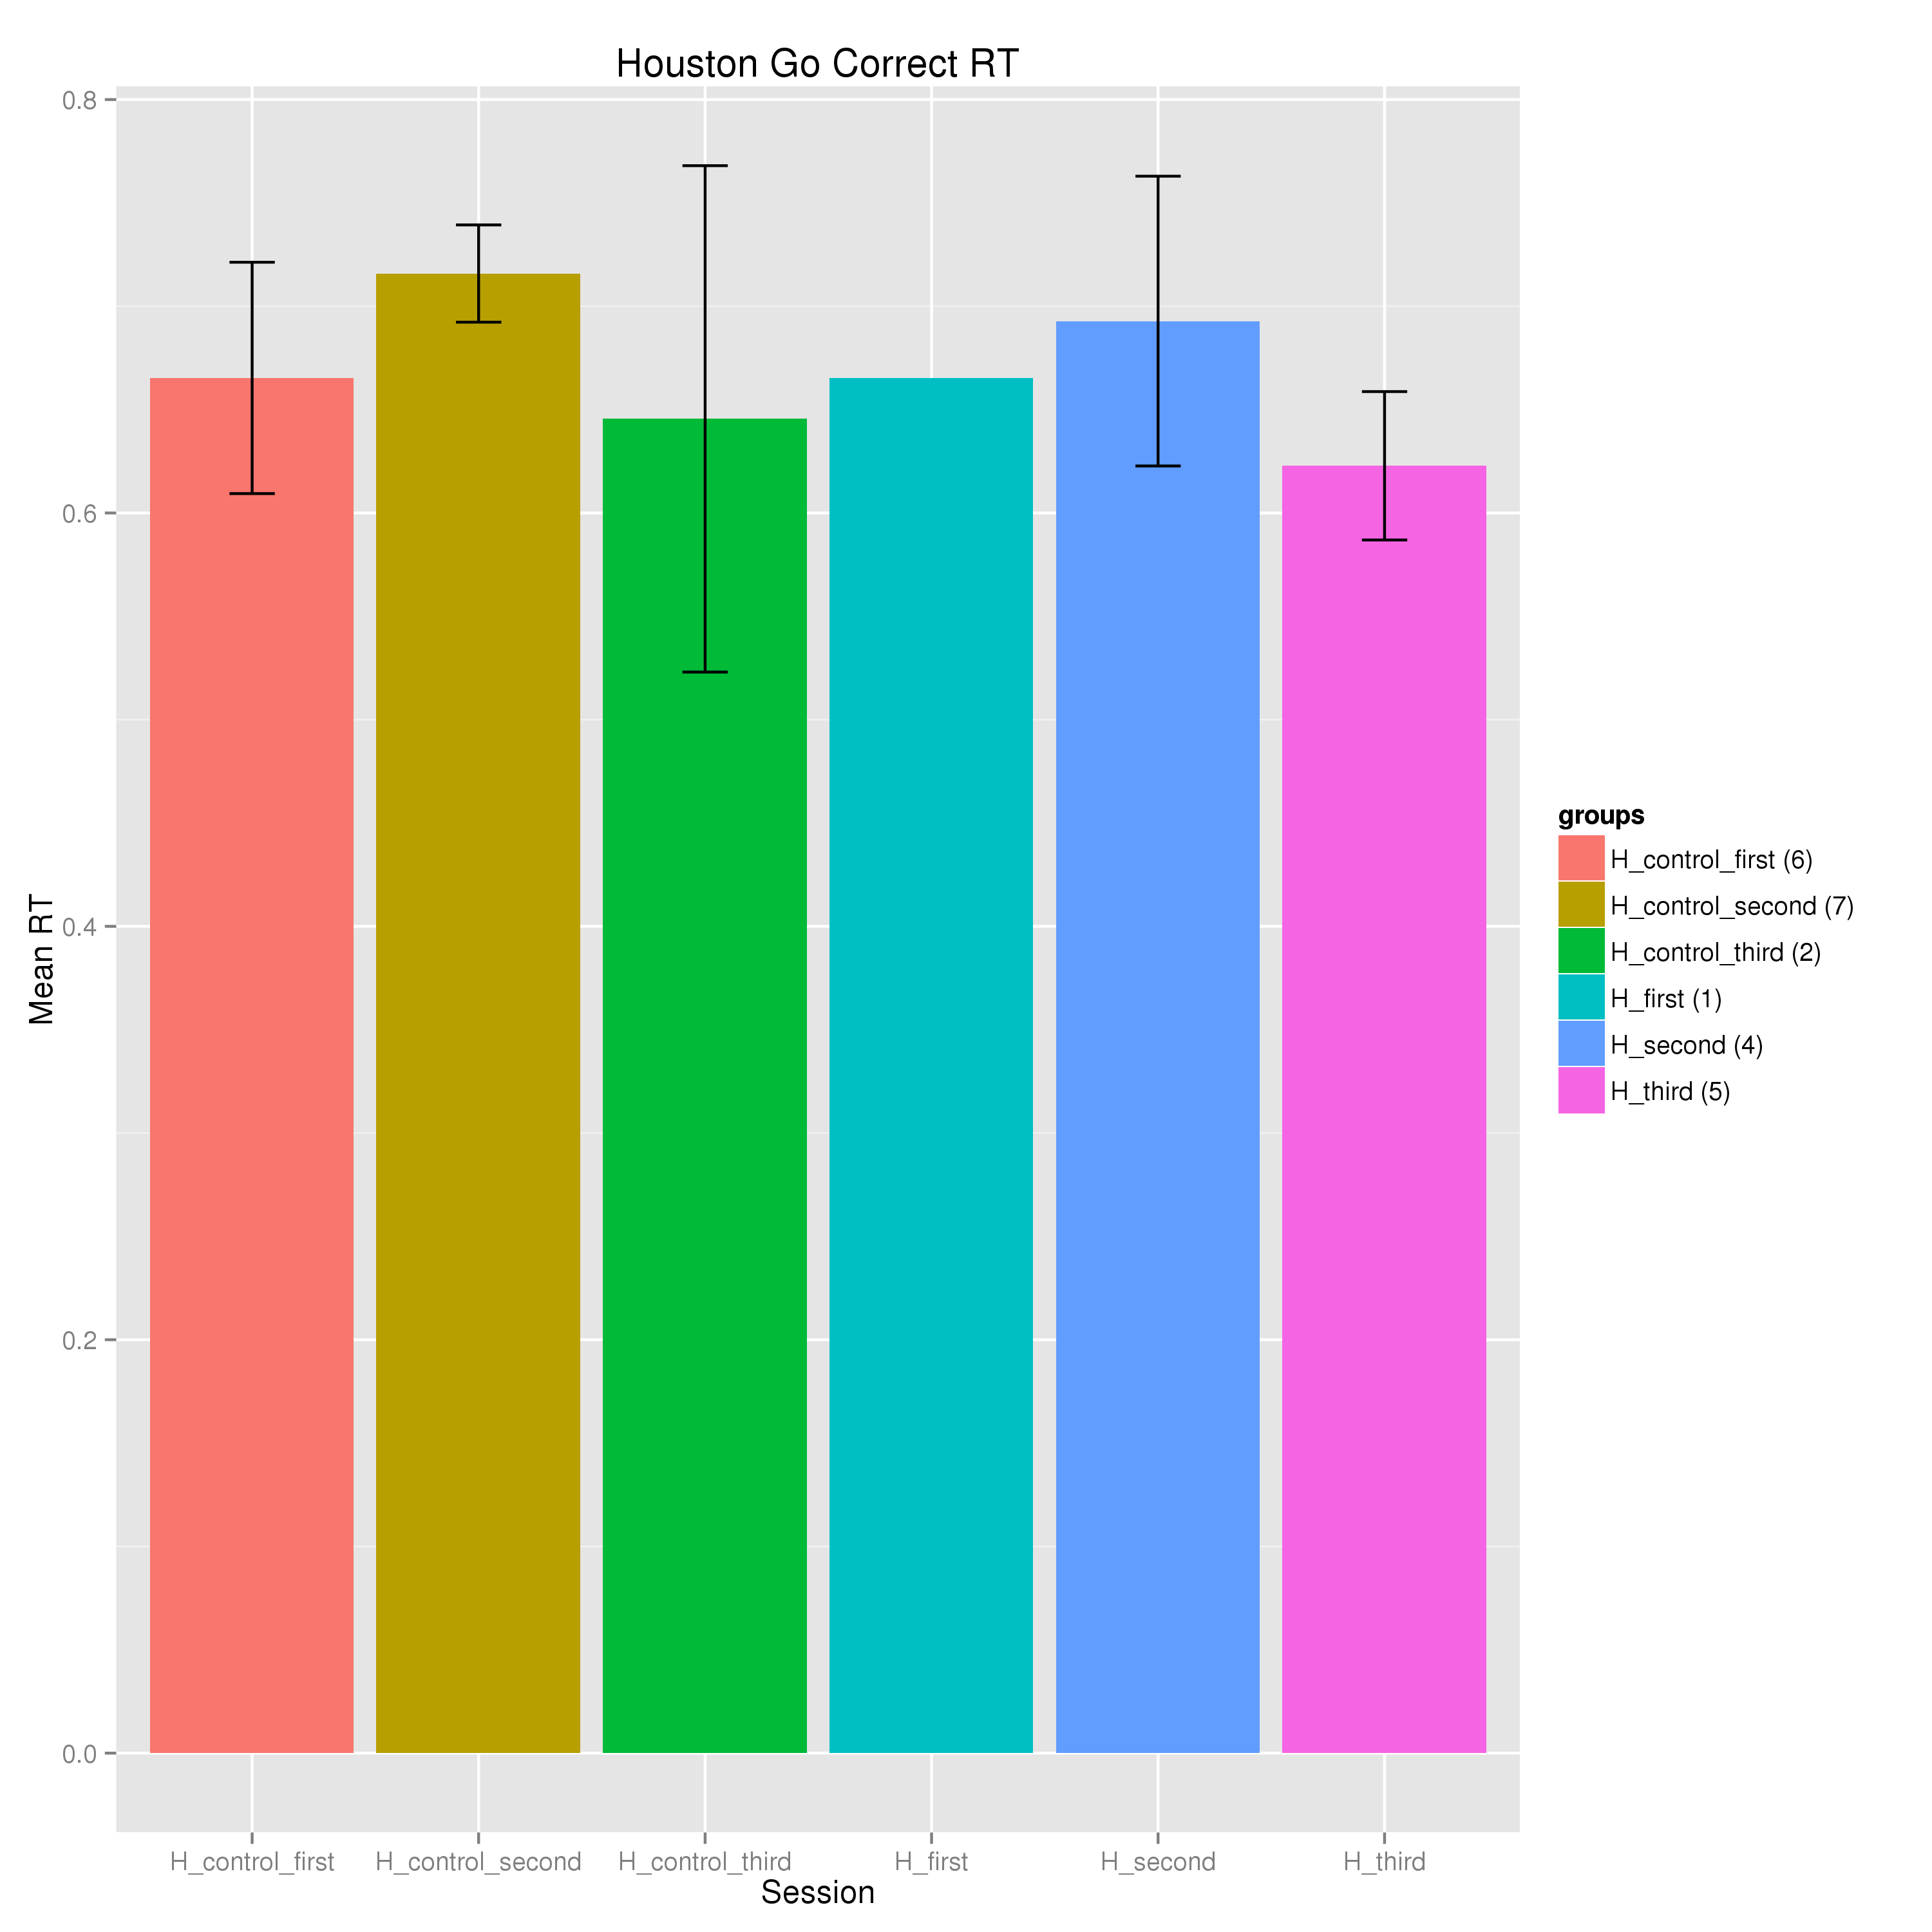 Houston Go Correct RT
0.8
0.6
0.4
0.2
0.0
Mean RT
H_control_first
H_control_second
H_control_third
H_first
H_second
H_third
Session
groups
H_control_first (6)
H_control_second (7)
H_control_third (2)
H_first (1)
H_second (4)
H_third (5)